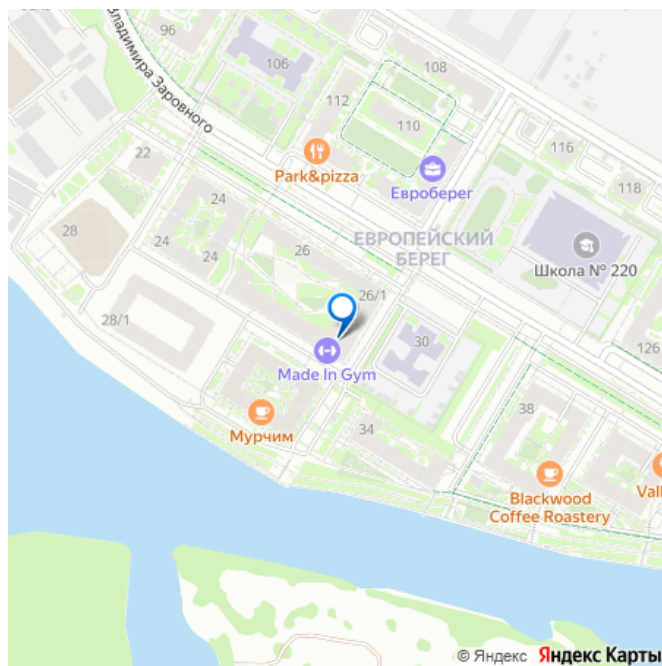 96
Владимира Заровного
106
108
112
110
Park&pizza
Евроберег
116
118
22
24
24
24
28
26
ЕВРОПЕЙСКИЙ
БЕРЕГ
Школа № 220
26/1
28/1
30
126
Made In Gym
Мурчим
34
38
Blackwood
Coffee Roastery
Vall
© Яндекс Яндекс Карты